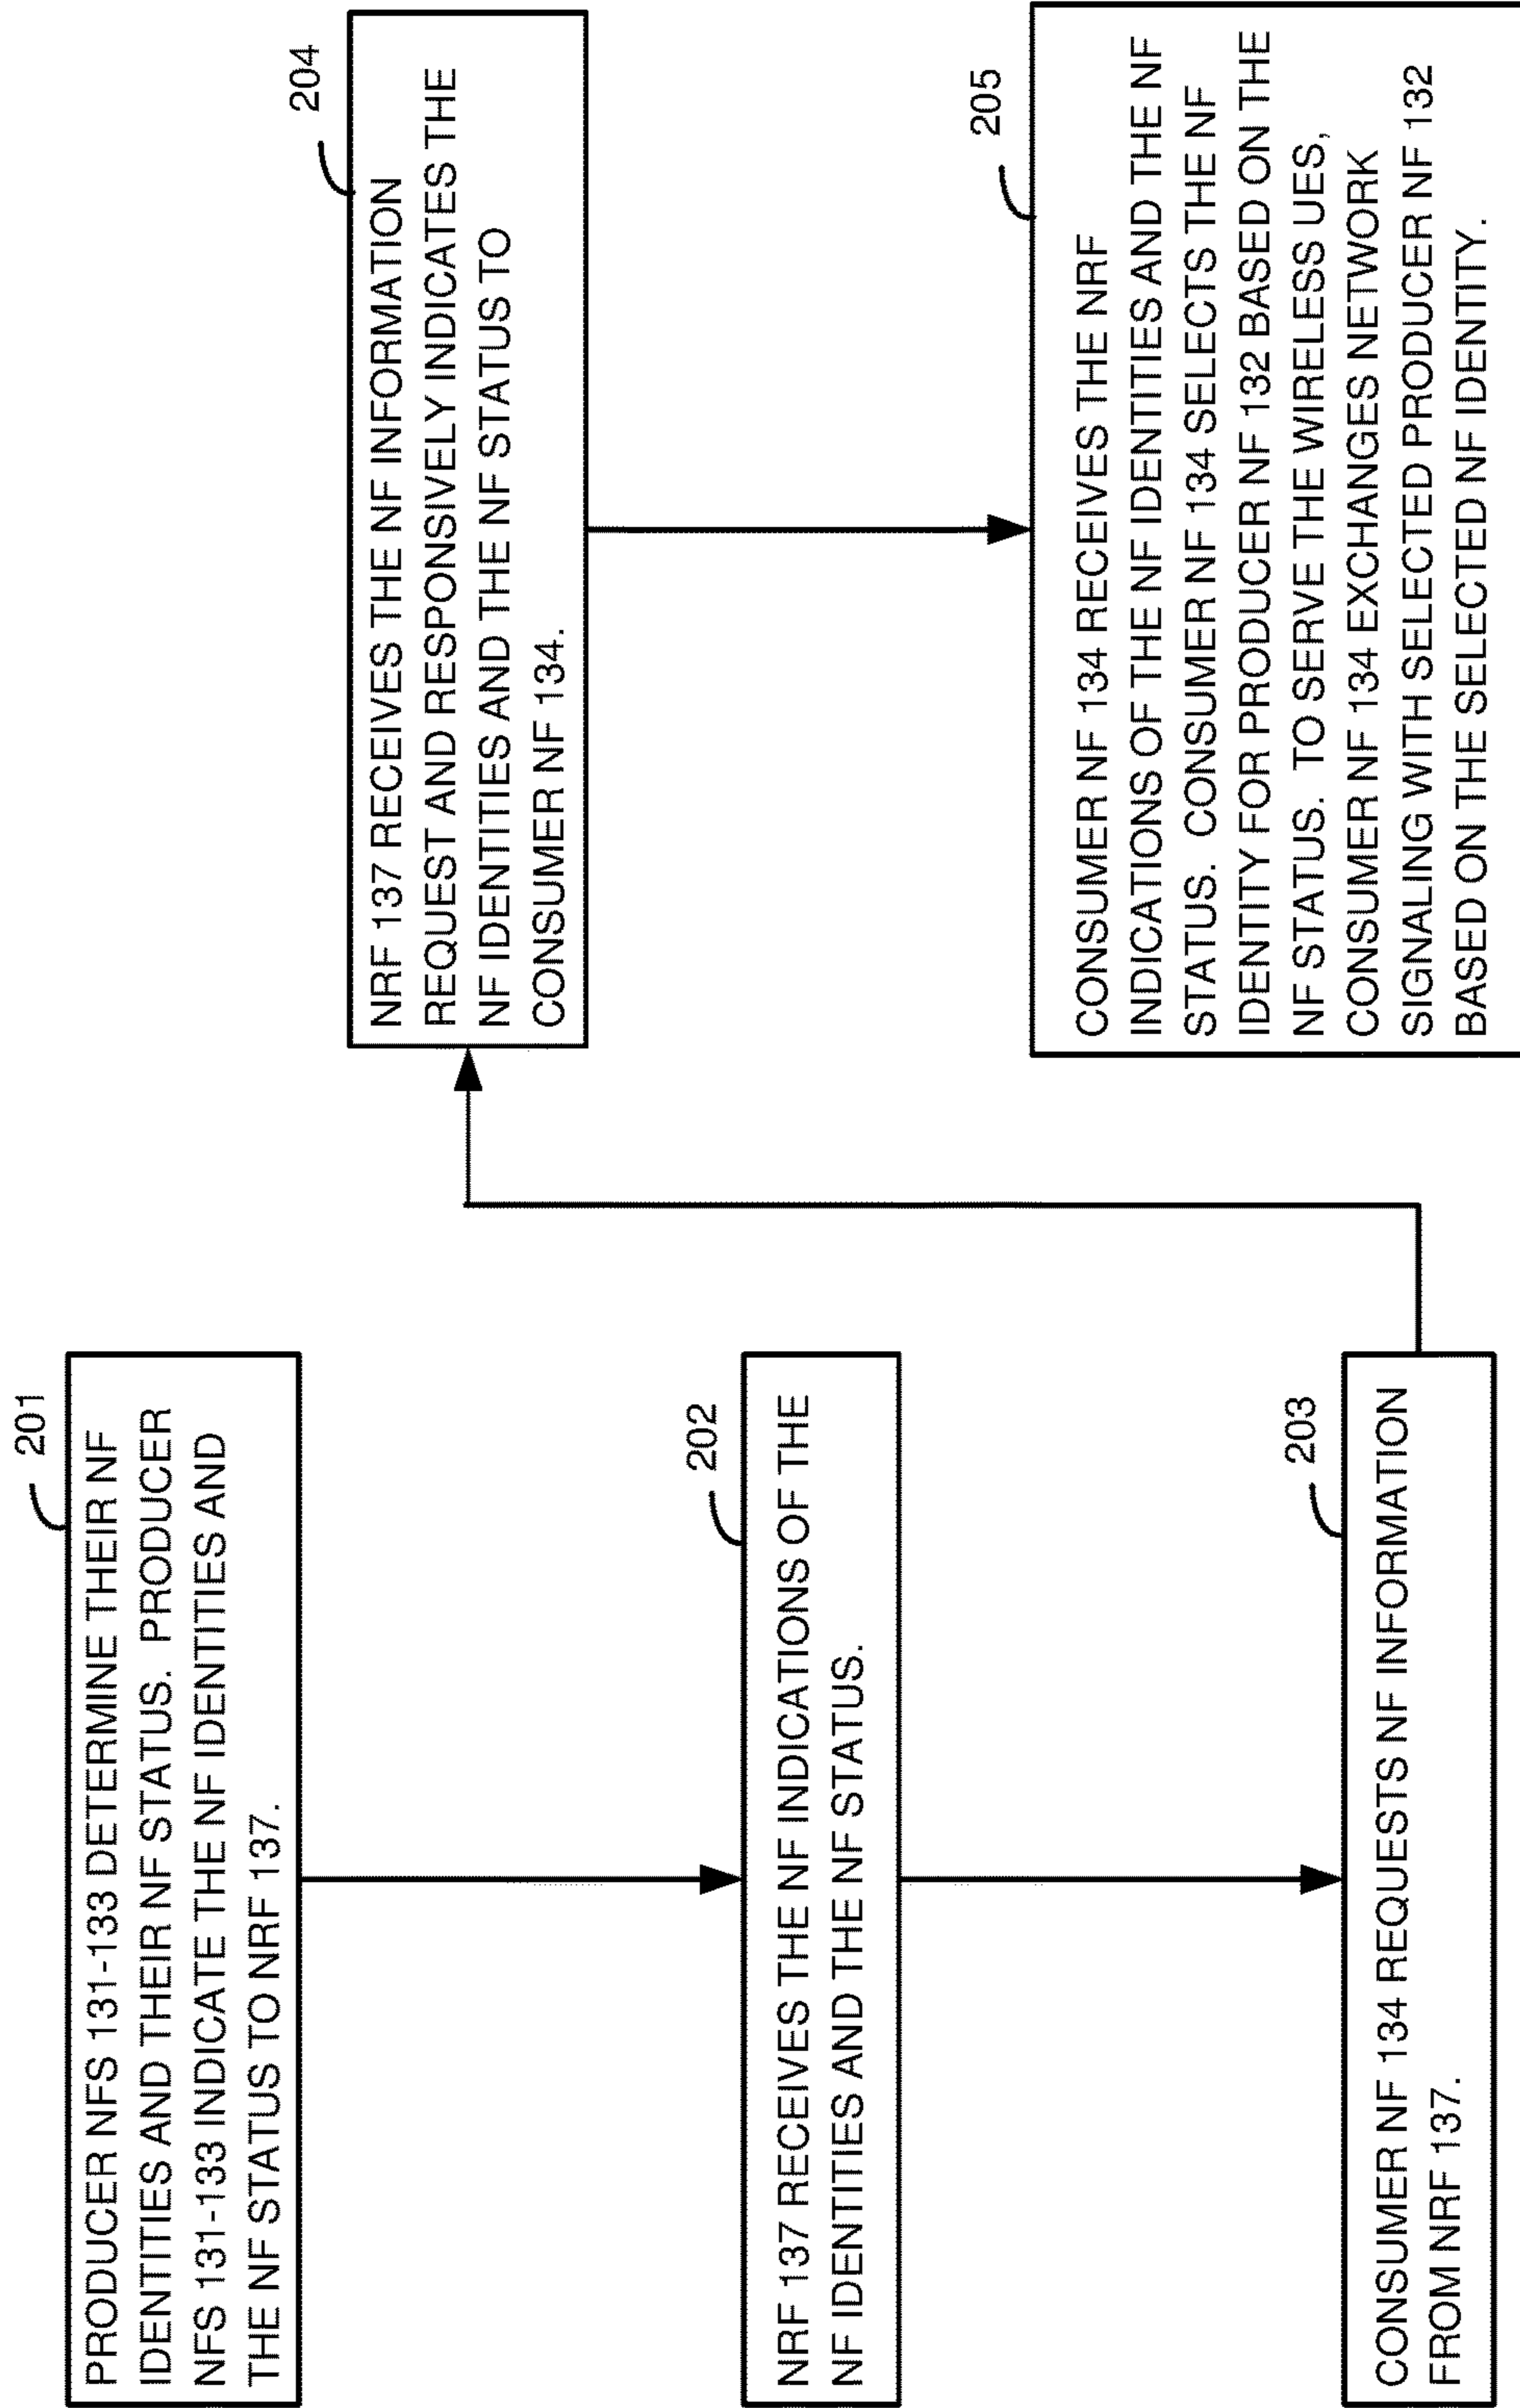 201
PRODUCER NFS 131-133 DETERMINE THEIR NF
IDENTITIES AND THEIR NF STATUS. PRODUCER
NFS 131-133 INDICATE THE NF IDENTITIES AND
THE NF STATUS TO NRF 137.
202
NRF 137 RECEIVES THE NF INDICATIONS OF THE
NF IDENTITIES AND THE NF STATUS.
203
CONSUMER NF 134 REQUESTS NF INFORMATION
FROM NRF 137.
204
NRF 137 RECEIVES THE NF INFORMATION
REQUEST AND RESPONSIVELY INDICATES THE
NF IDENTITIES AND THE NF STATUS TO
CONSUMER NF 134.
205
CONSUMER NF 134 RECEIVES THE NRF
INDICATIONS OF THE NF IDENTITIES AND THE NF
STATUS. CONSUMER NF 134 SELECTS THE NF
IDENTITY FOR PRODUCER NF 132 BASED ON THE
NF STATUS. TO SERVE THE WIRELESS UES,
CONSUMER NF 134 EXCHANGES NETWORK
SIGNALING WITH SELECTED PRODUCER NF 132
BASED ON THE SELECTED NF IDENTITY.